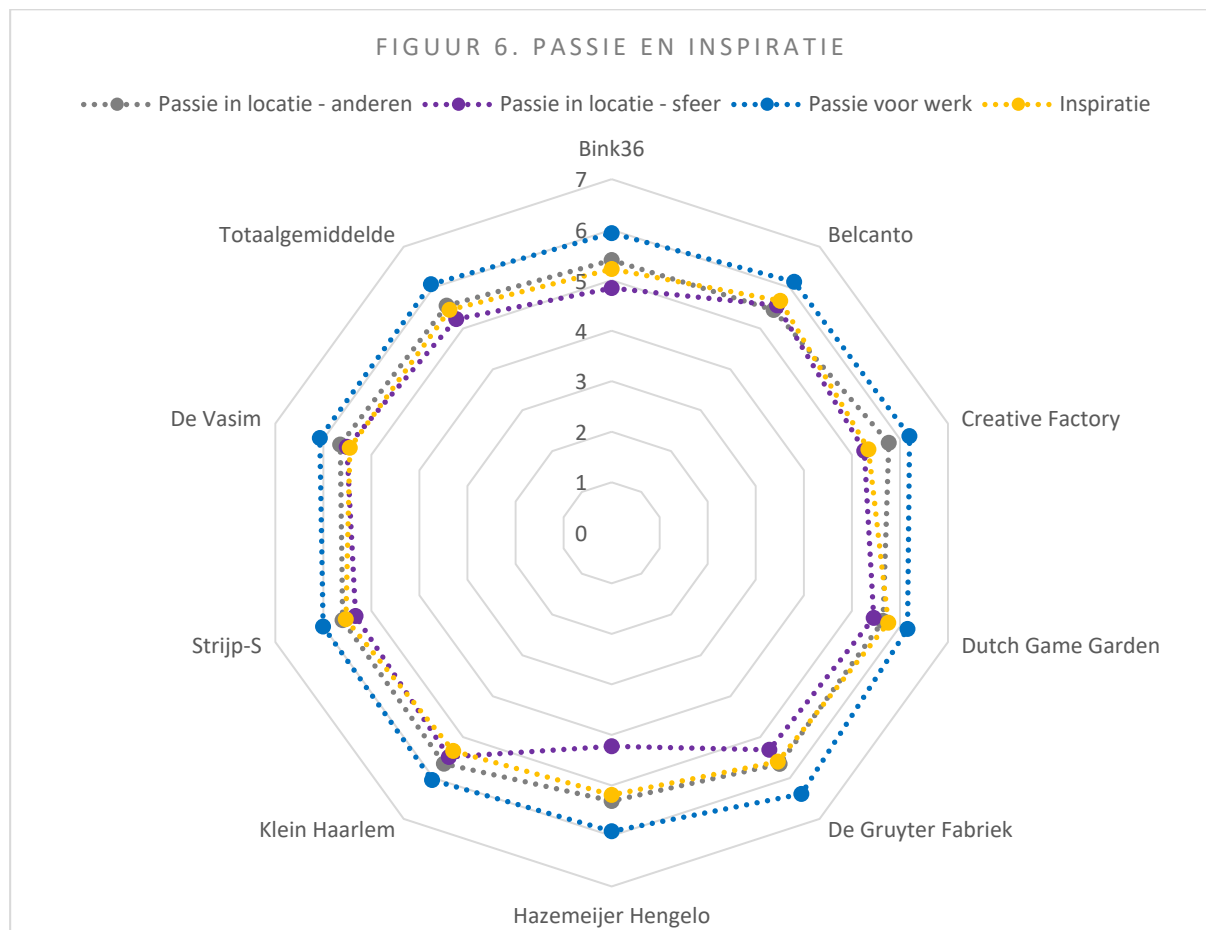 FIGUUR 6. PASSIE EN INSPIRATIE
Passie in locatie - anderen Passie in locatie - sfeer Passie voor werk Inspiratie
Bink36
7
Totaalgemiddelde 6 Belcanto
5
4
De Vasim 3 Creative Factory
2
1
0
Strijp-S Dutch Game Garden
Klein Haarlem De Gruyter Fabriek
Hazemeijer Hengelo